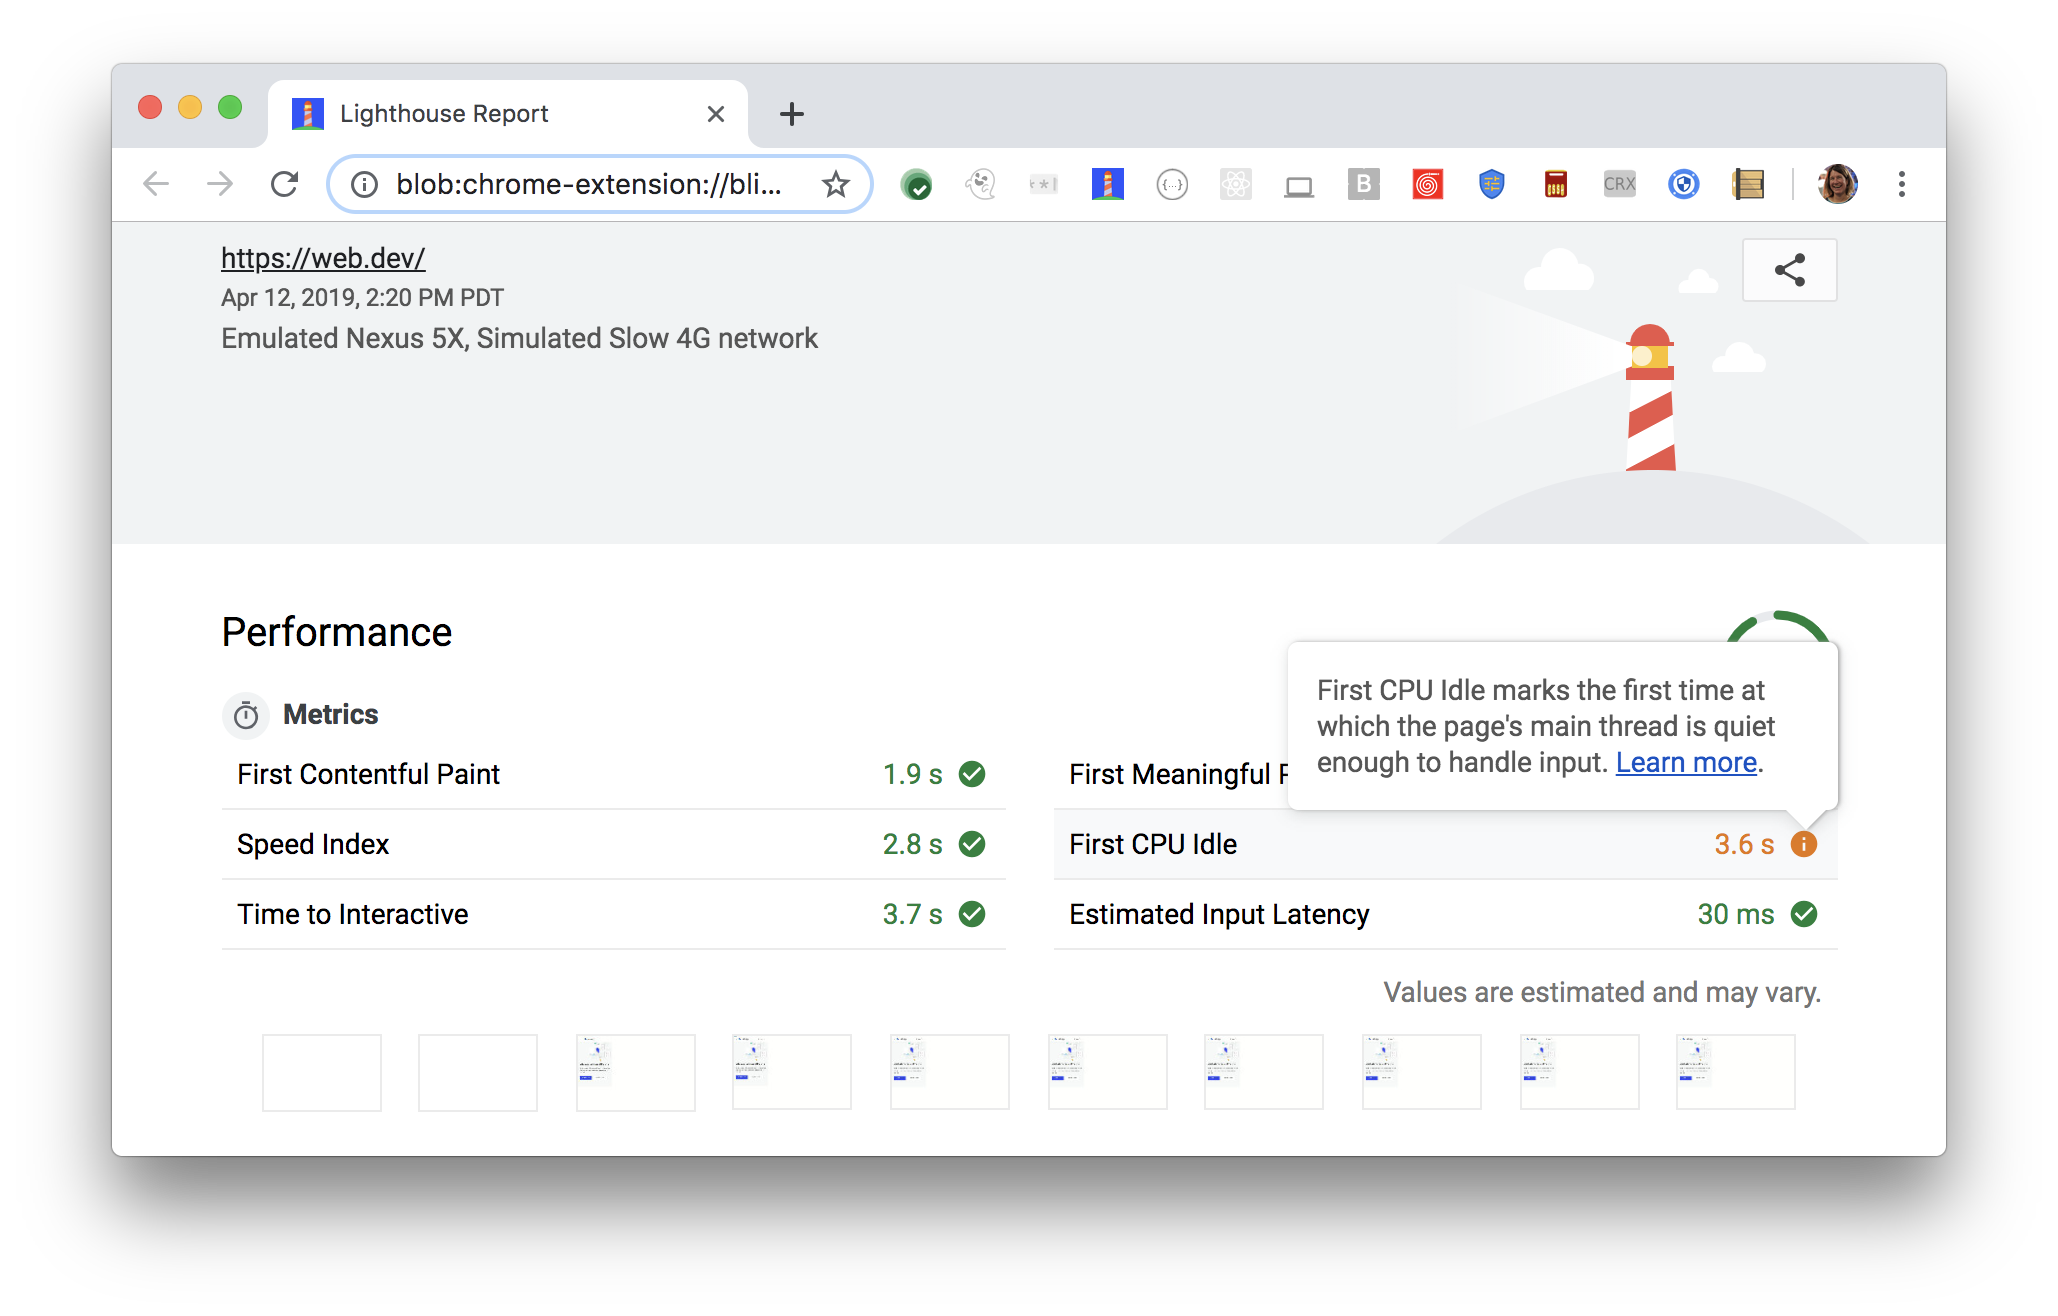 Lighthouse Report
blob:chrome-extension://bli...
CRX
B
https://web.dev/
Apr 12, 2019, 2:20 PM PDT
Emulated Nexus 5X, Simulated Slow 4G network
Performance
First CPU Idle marks the first time at
which the page's main thread is quiet
enough to handle input. Learn more.
Metrics
First Contentful Paint 1.9 s
First Meaningful
Speed Index 2.8 s
First CPU Idle 3.6 s
Time to Interactive 3.7 s
Estimated Input Latency 30 ms
Values are estimated and may vary.